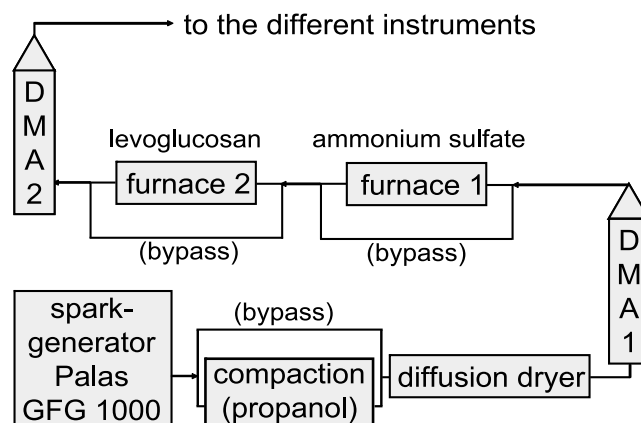 to the different instruments
D
M
A
2
levoglucosan
ammonium sulfate
furnace 2
furnace 1
(bypass)
(bypass)
D
M
A
1
spark-
generator
Palas
GFG 1000
(bypass)
compaction
(propanol)
diffusion dryer